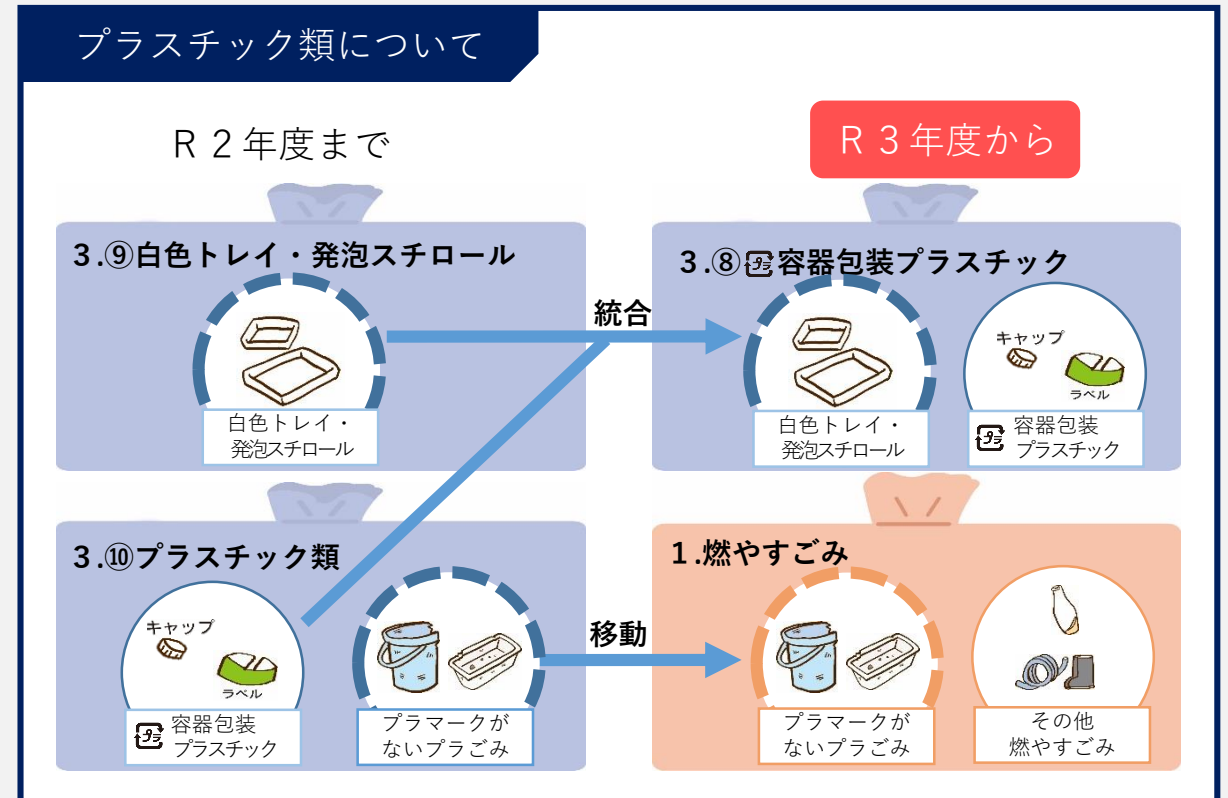 プラスチック類について
R２年度まで
R３年度から
３.⑨白色トレイ・発泡スチロール
白色トレイ・
発泡スチロール
統合
３.⑧プラ容器包装プラスチック
白色トレイ・
発泡スチロール
キャップ
ラベル
プラ 容器包装
プラスチック
３.⑩プラスチック類
キャップ
ラベル
プラ 容器包装
プラスチック
プラマークが
ないプラごみ
移動
１.燃やすごみ
プラマークが
ないプラごみ
その他
燃やすごみ